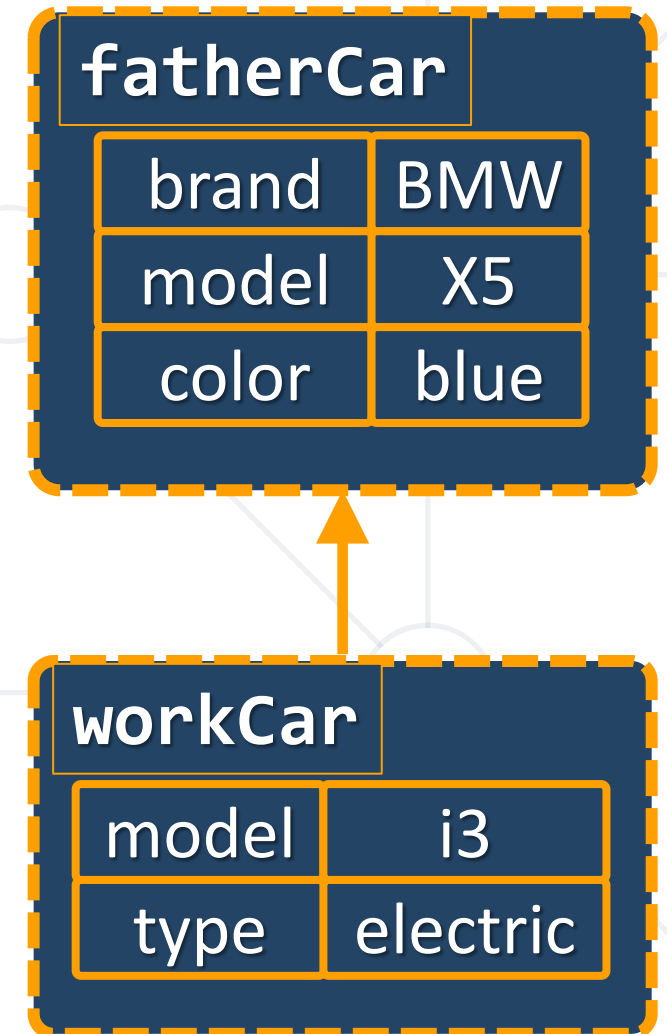 fatherCar
brand BMW
model X5
color blue
workCar
model i3
type electric